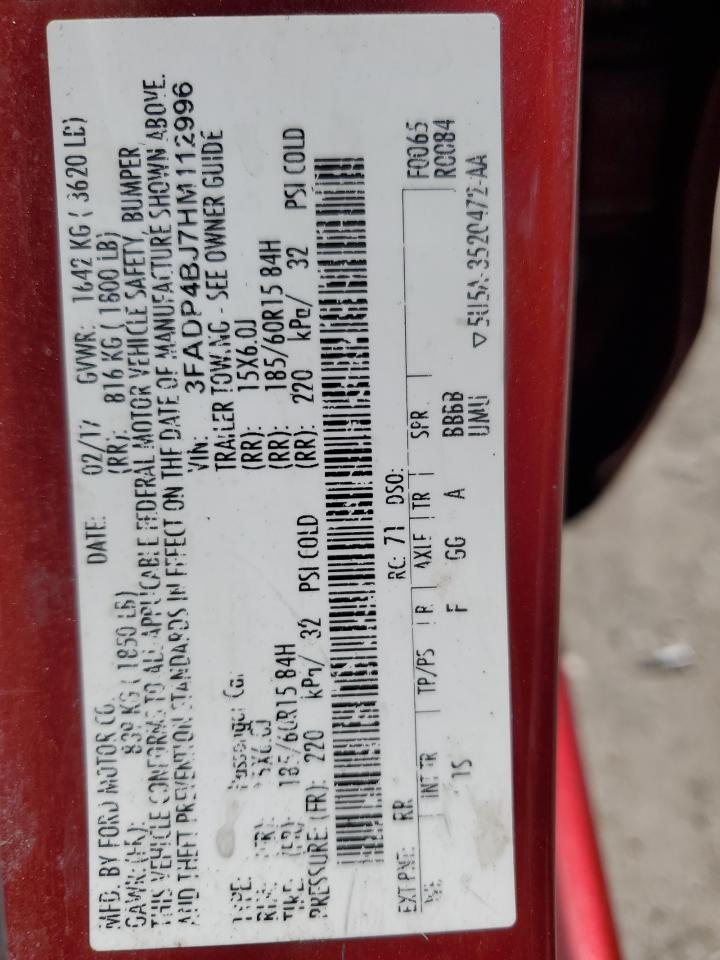 MFD. BY FORD MOTOR CO. DATE: 02/17 GVWR: 1642 KG ( 3620 LB)
GAWR: (FR): 839 KG ( 1850 LB) (RR): 816 KG ( 1800 LB)
THIS VEHICLE CONFORMS TO ALL APPLICABLE FEDERAL MOTOR VEHICLE SAFETY, BUMPER
AND THEFT PREVENTION STANDARDS IN EFFECT ON THE DATE OF MANUFACTURE SHOWN ABOVE.
VIN: 3FADP4BJ7HM112996
TYPE: Passenger Car TRAILER TOWING - SEE OWNER GUIDE
RIM: (FR): 15X6.0J (RR): 15X6.0J
TIRE: (FR): 185/60R15 84H (RR): 185/60R15 84H
PRESSURE: (FR): 220 kPa/ 32 PSI COLD (RR): 220 kPa/ 32 PSI COLD
EXT PNT: RR RC: 71 DSO: F0065
R0084
INT TR TP/PS R AXLE TR SPR
15 F GG A BB6B
UMU
▽ 5U5A-3520472-AA